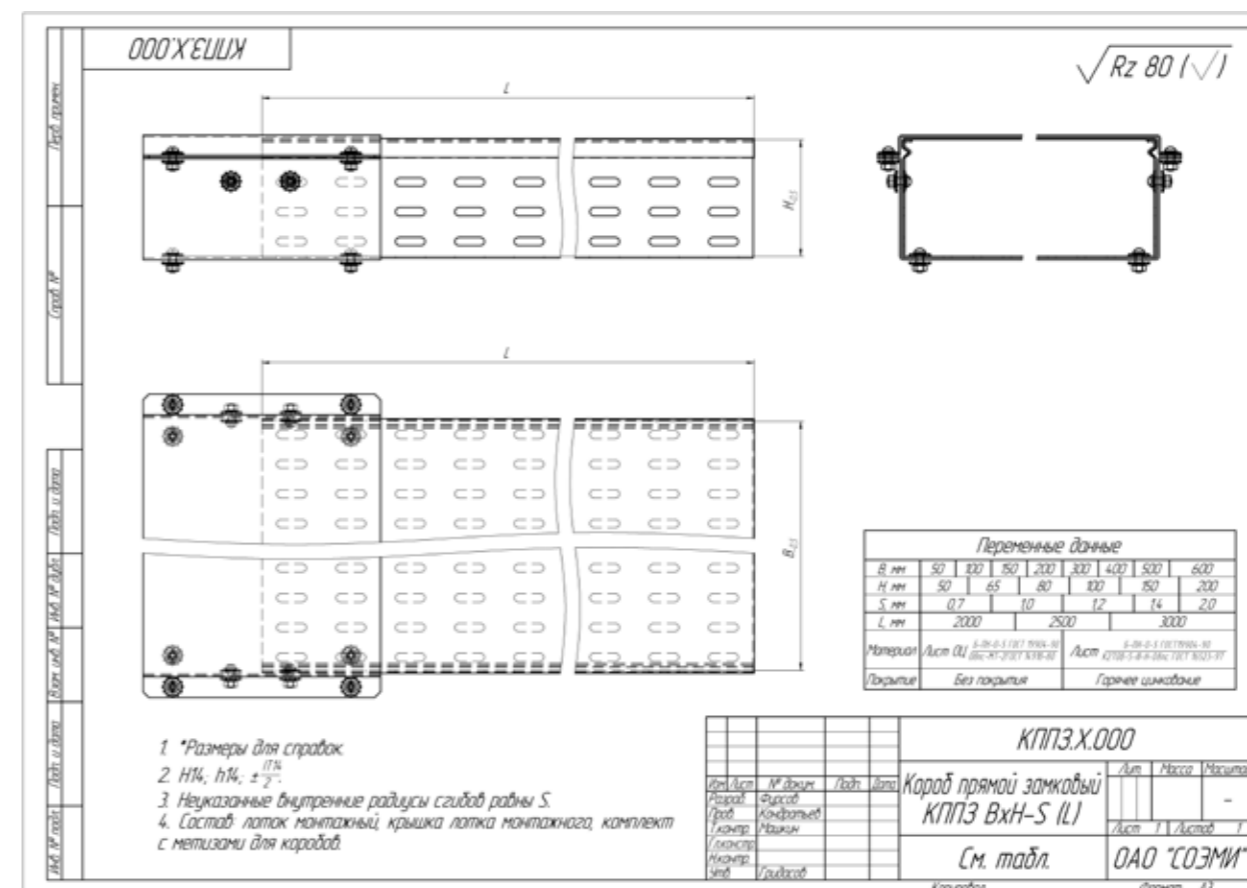 КППЗ.Х.000
Rz 80 (√)
L
H-0,5
L
B-0,5
Перв. примен.
Справ. №
Подп. и дата
Инв. № дубл.
Взам. инв. №
Подп. и дата
Инв. № подл.
Переменные данные
B, мм 50 100 150 200 300 400 500 600
H, мм 50 65 80 100 150 200
S, мм 0.7 1.0 1.2 1.4 2.0
L, мм 2000 2500 3000
Материал Лист ОЦ Лист
Покрытие Без покрытия Горячее цинкование
1. *Размеры для справок.
2. H14; h14; ± IT14/2.
3. Неуказанные внутренние радиусы сгибов равны S.
4. Состав: лоток монтажный, крышка лотка монтажного, комплект
с метизами для коробов.
КППЗ.Х.000
Изм. Лист № докум. Подп. Дата
Разраб. Фурсов
Пров. Кондратьев
Т.контр. Машкин
Н.контр.
Утв. Гридасов
Короб прямой замковый
КППЗ ВхН-S (L)
Лит. Масса Масштаб
-
Лист 1 Листов 1
См. табл.
ОАО "СОЭМИ"
Копировал Формат А3